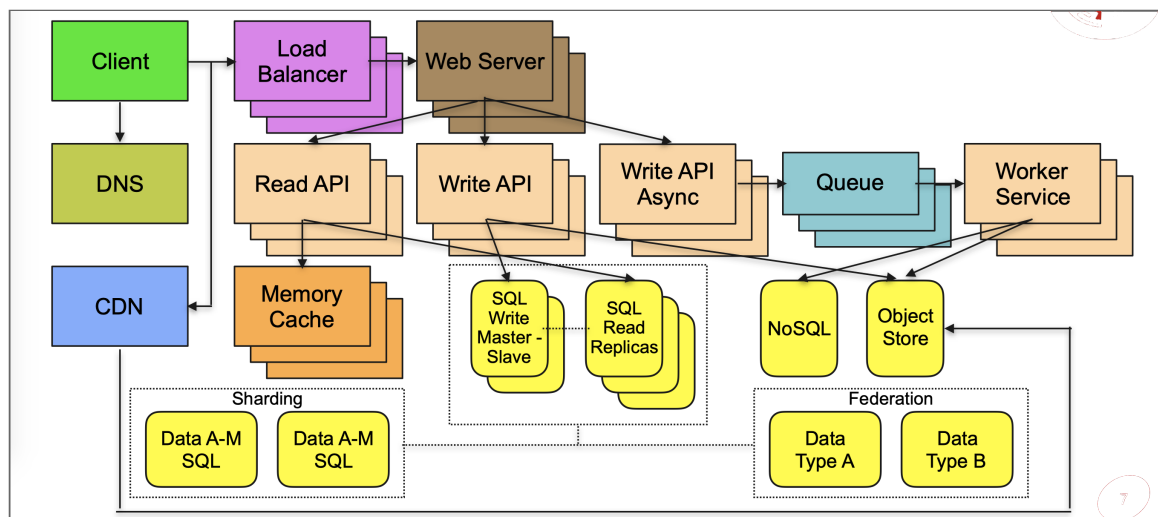 Client
Load
Balancer
Web Server
DNS
Read API
Write API
Write API
Async
Queue
Worker
Service
CDN
Memory
Cache
SQL
Write
Master -
Slave
SQL
Read
Replicas
NoSQL
Object
Store
Sharding
Data A-M
SQL
Data A-M
SQL
Federation
Data
Type A
Data
Type B
7